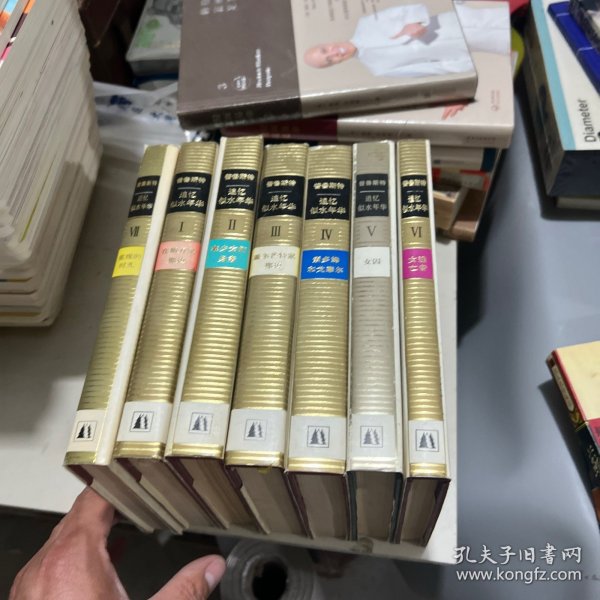 普鲁斯特
追忆
似水年华
VII
重现的
时光
普鲁斯特
追忆
似水年华
I
在斯万家
那边
普鲁斯特
追忆
似水年华
II
在少女们
身旁
普鲁斯特
追忆
似水年华
III
盖尔芒特家
那边
普鲁斯特
追忆
似水年华
IV
索多姆
和戈摩尔
普鲁斯特
追忆
似水年华
V
女囚
普鲁斯特
追忆
似水年华
VI
女逃
亡者
3
Diameter
孔夫子旧书网
www.kongfz.com